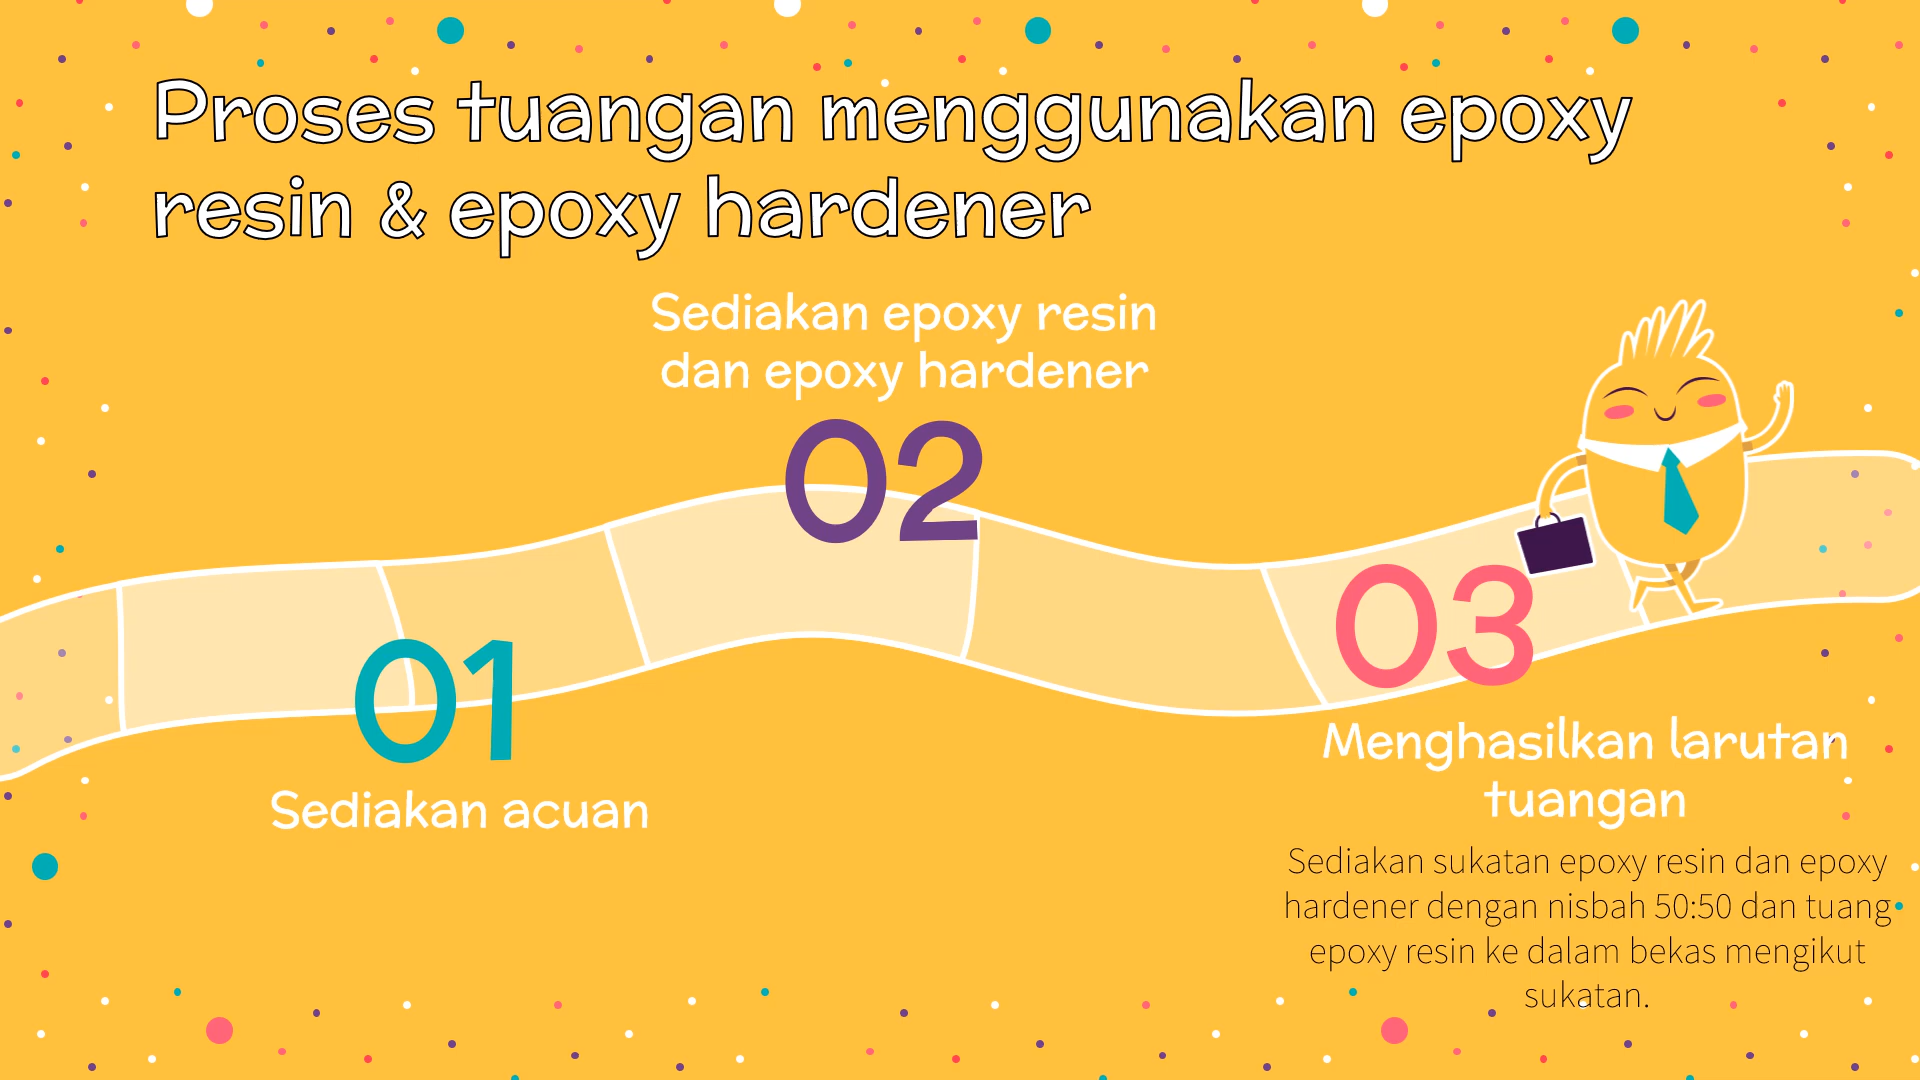 Proses tuangan menggunakan epoxy
resin & epoxy hardener
01
Sediakan acuan
Sediakan epoxy resin
dan epoxy hardener
02
03
Menghasilkan larutan
tuangan
Sediakan sukatan epoxy resin dan epoxy
hardener dengan nisbah 50:50 dan tuang
epoxy resin ke dalam bekas mengikut
sukatan.